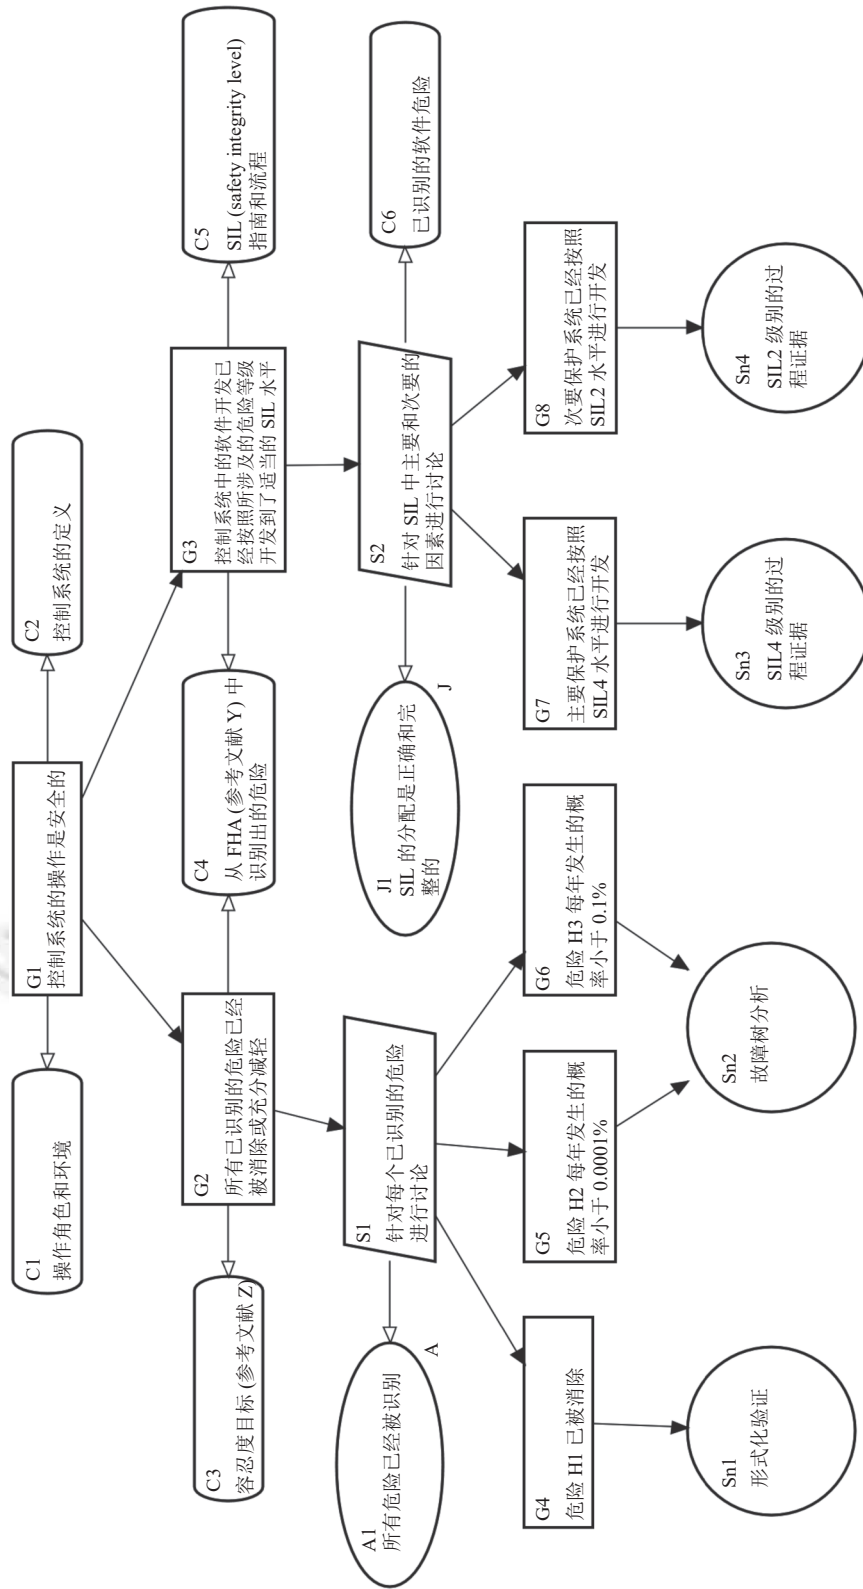 G1
控制系统的操作是安全的
C1
操作角色和环境
C2
控制系统的定义
C3
容忍度目标 (参考文献 Z)
G2
所有已识别的危险已经
被消除或充分减轻
C4
从 FHA (参考文献 Y) 中
识别出的危险
G3
控制系统中的软件开发已
经按照所涉及的危险等级
开发到了适当的 SIL 水平
C5
SIL (safety integrity level)
指南和流程
A1
所有危险已经被识别
A
S1
针对每个已识别的危险
进行讨论
J1
SIL 的分配是正确和完
整的
J
S2
针对 SIL 中主要和次要的
因素进行讨论
C6
已识别的软件危险
G4
危险 H1 已被消除
G5
危险 H2 每年发生的概
率小于 0.0001%
G6
危险 H3 每年发生的概
率小于 0.1%
G7
主要保护系统已经按照
SIL4 水平进行开发
G8
次要保护系统已经按照
SIL2 水平进行开发
Sn1
形式化验证
Sn2
故障树分析
Sn3
SIL4 级别的过
程证据
Sn4
SIL2 级别的过
程证据